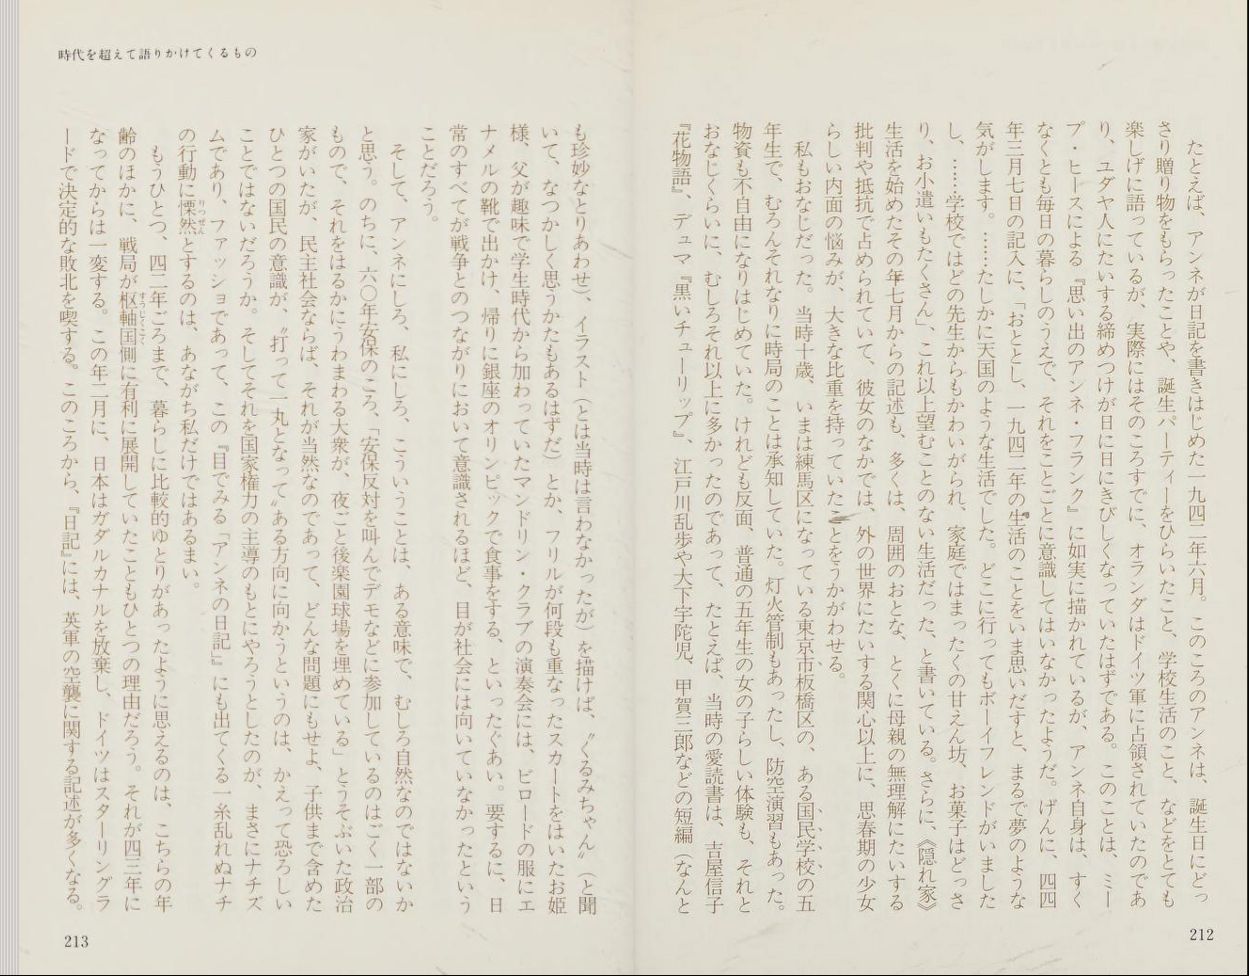 たとえば、アンネが日記を書きはじめた一九四二年六月。このころのアンネは、誕生日にどっ
さり贈り物をもらったことや、誕生パーティーをひらいたこと、学校生活のこと、などをとても
楽しげに語っているが、実際にはそのころすでに、オランダはドイツ軍に占領されていたのであ
り、ユダヤ人にたいする締めつけが日に日にきびしくなっていたはずである。このことは、ミー
プ・ヒースによる『思い出のアンネ・フランク』に如実に描かれているが、アンネ自身は、すく
なくとも毎日の暮らしのうえで、それをことごとに意識してはいなかったようだ。げんに、四四
年三月七日の記入に、「おととし、一九四二年の生活のことをいま思いだすと、まるで夢のような
気がします。……たしかに天国のような生活でした。どこに行ってもボーイフレンドがいました
し、……学校ではどの先生からもかわいがられ、家庭ではまったくの甘えん坊、お菓子はどっさ
り、お小遣いもたくさん」、これ以上望むことのない生活だった、と書いている。さらに、《隠れ家》
生活を始めたその年七月からの記述も、多くは、周囲のおとな、とくに母親の無理解にたいする
批判や抵抗で占められていて、彼女のなかでは、外の世界にたいする関心以上に、思春期の少女
らしい内面の悩みが、大きな比重を持っていたことをうかがわせる。
私もおなじだった。当時十歳、いまは練馬区になっている東京市板橋区の、ある国民学校の五
年生で、むろんそれなりに時局のことは承知していた。灯火管制もあったし、防空演習もあった。
物資も不自由になりはじめていた。けれども反面、普通の五年生の女の子らしい体験も、それと
おなじくらいに、むしろそれ以上に多かったのであって、たとえば、当時の愛読書は、吉屋信子
『花物語』、デュマ『黒いチューリップ』、江戸川乱歩や大下宇陀児、甲賀三郎などの短編（なんと
212
時代を超えて語りかけてくるもの
も珍妙なとりあわせ）、イラスト（とは当時は言わなかったが）を描けば、〝くるみちゃん〟（と聞
いて、なつかしく思うかたもあるはずだ）とか、フリルが何段も重なったスカートをはいたお姫
様、父が趣味で学生時代から加わっていたマンドリン・クラブの演奏会には、ビロードの服にエ
ナメルの靴で出かけ、帰りに銀座のオリンピックで食事をする、といったぐあい。要するに、日
常のすべてが戦争とのつながりにおいて意識されるほど、目が社会には向いていなかったという
ことだろう。
そして、アンネにしろ、私にしろ、こういうことは、ある意味で、むしろ自然なのではないか
と思う。のちに、六〇年安保のころ、「安保反対を叫んでデモなどに参加しているのはごく一部の
もので、それをはるかにうわまわる大衆が、夜ごと後楽園球場を埋めている」とうそぶいた政治
家がいたが、民主社会ならば、それが当然なのであって、どんな問題にもせよ、子供まで含めた
ひとつの国民の意識が、〝打って一丸となって〟ある方向に向かうというのは、かえって恐ろしい
ことではないだろうか。そしてそれを国家権力の主導のもとにやろうとしたのが、まさにナチズ
ムであり、ファッショであって、この『目でみる「アンネの日記」』にも出てくる一糸乱れぬナチ
の行動に慄然とするのは、あながち私だけではあるまい。
もうひとつ、四二年ごろまで、暮らしに比較的ゆとりがあったように思えるのは、こちらの年
齢のほかに、戦局が枢軸国側に有利に展開していたこともひとつの理由だろう。それが四三年に
なってからは一変する。この年二月に、日本はガダルカナルを放棄し、ドイツはスターリングラ
ードで決定的な敗北を喫する。このころから、『日記』には、英軍の空襲に関する記述が多くなる。
213